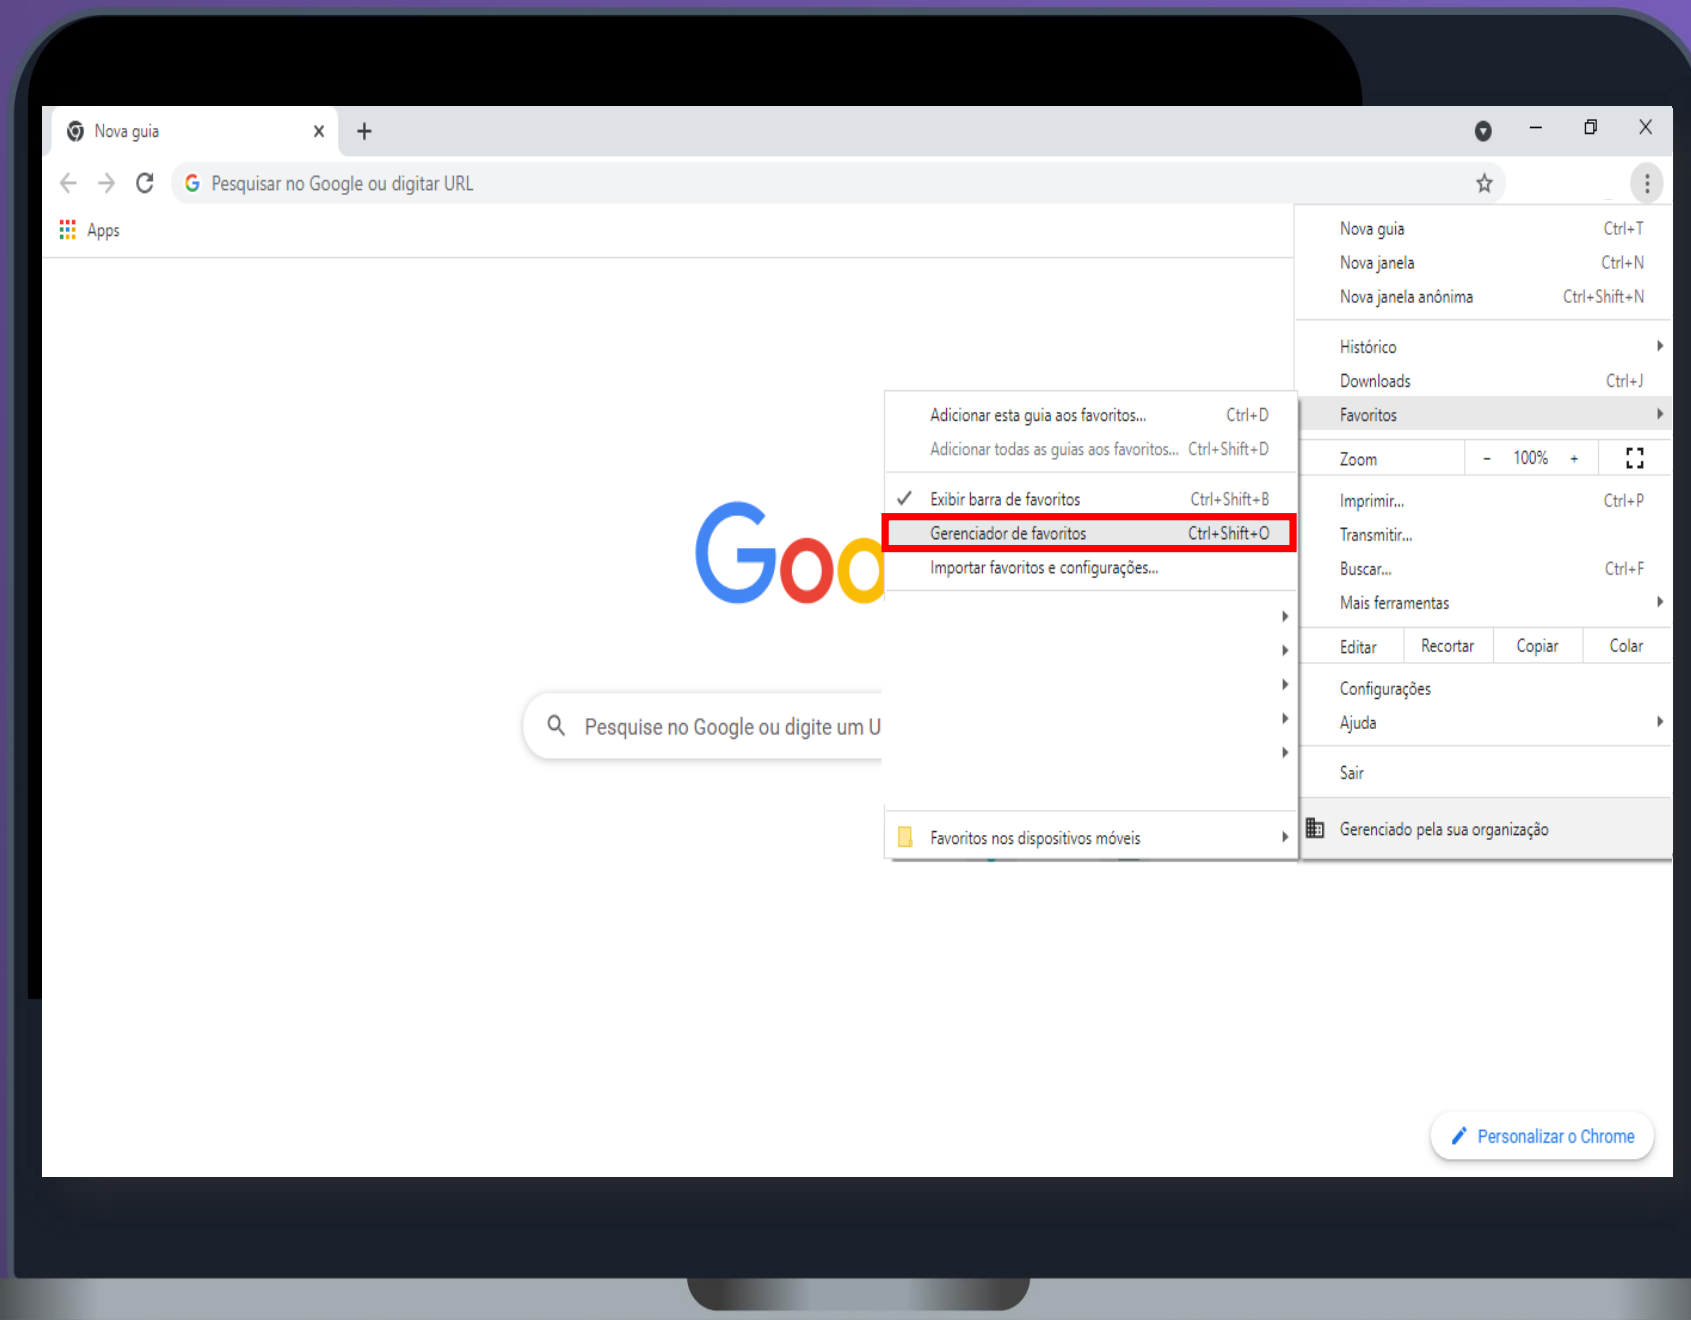 Nova guia
Pesquisar no Google ou digitar URL
Apps
Nova guia Ctrl+T
Nova janela Ctrl+N
Nova janela anônima Ctrl+Shift+N
Histórico
Downloads Ctrl+J
Favoritos
Zoom - 100% +
Imprimir... Ctrl+P
Transmitir...
Buscar... Ctrl+F
Mais ferramentas
Editar Recortar Copiar Colar
Configurações
Ajuda
Sair
Gerenciado pela sua organização
Adicionar esta guia aos favoritos... Ctrl+D
Adicionar todas as guias aos favoritos... Ctrl+Shift+D
Exibir barra de favoritos Ctrl+Shift+B
Gerenciador de favoritos Ctrl+Shift+O
Importar favoritos e configurações...
Favoritos nos dispositivos móveis
Goo
Pesquise no Google ou digite um U
Personalizar o Chrome